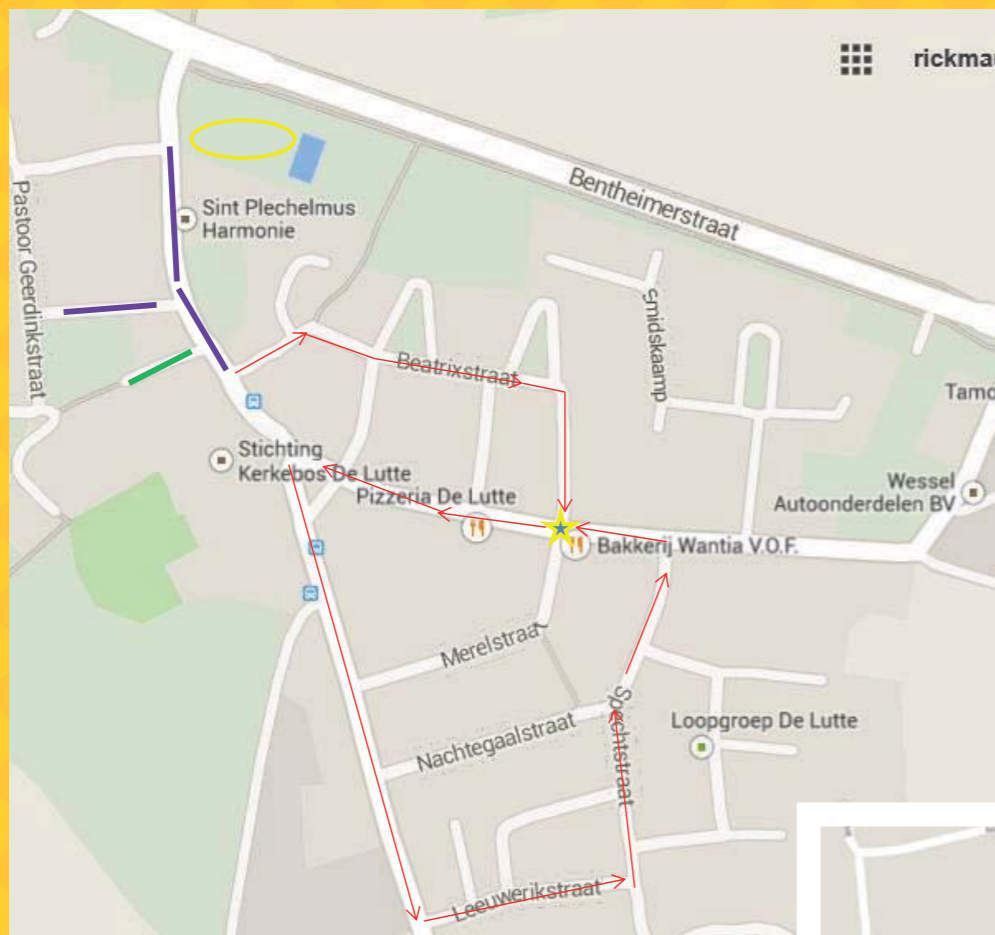 rickmau
Bentheimerstraat
Pastoor Geerdinkstraat
Sint Plechelmus
Harmonie
Smidskaamp
Beatrixstraat
Tamo
Stichting
Kerkebos De Lutte
Pizzeria De Lutte
Wessel
Autoonderdelen BV
Bakkerij Wantia V.O.F.
Merelstraat
Spechtstraat
Nachtegaalstraat
Loopgroep De Lutte
Leeuwerikstraat